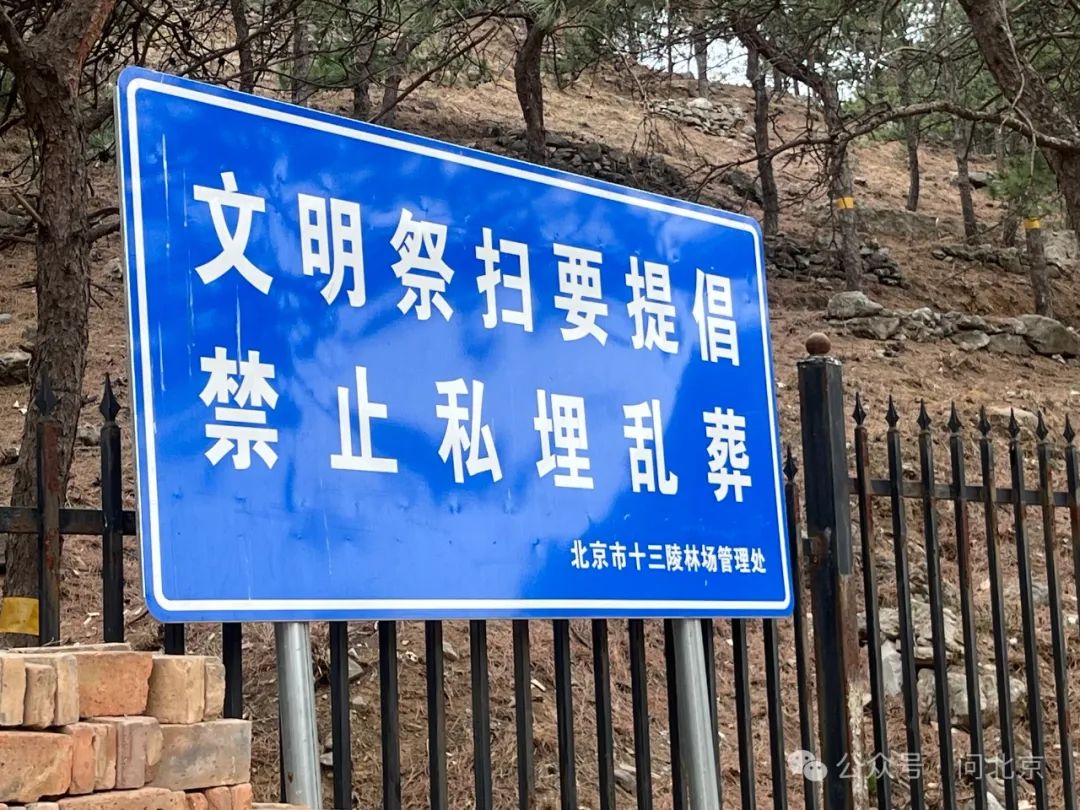 文明祭扫要提倡
禁止私埋乱葬
北京市十三陵林场管理处
公众号 问北京